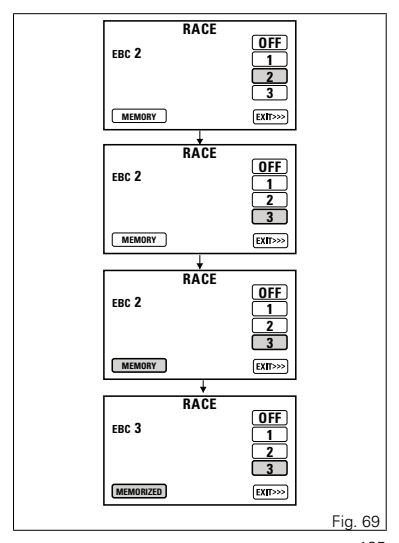 RACE
EBC 2
OFF
1
2
3
MEMORY
EXIT>>>
RACE
EBC 2
OFF
1
2
3
MEMORY
EXIT>>>
RACE
EBC 2
OFF
1
2
3
MEMORY
EXIT>>>
RACE
EBC 3
OFF
1
2
3
MEMORIZED
EXIT>>>
Fig. 69